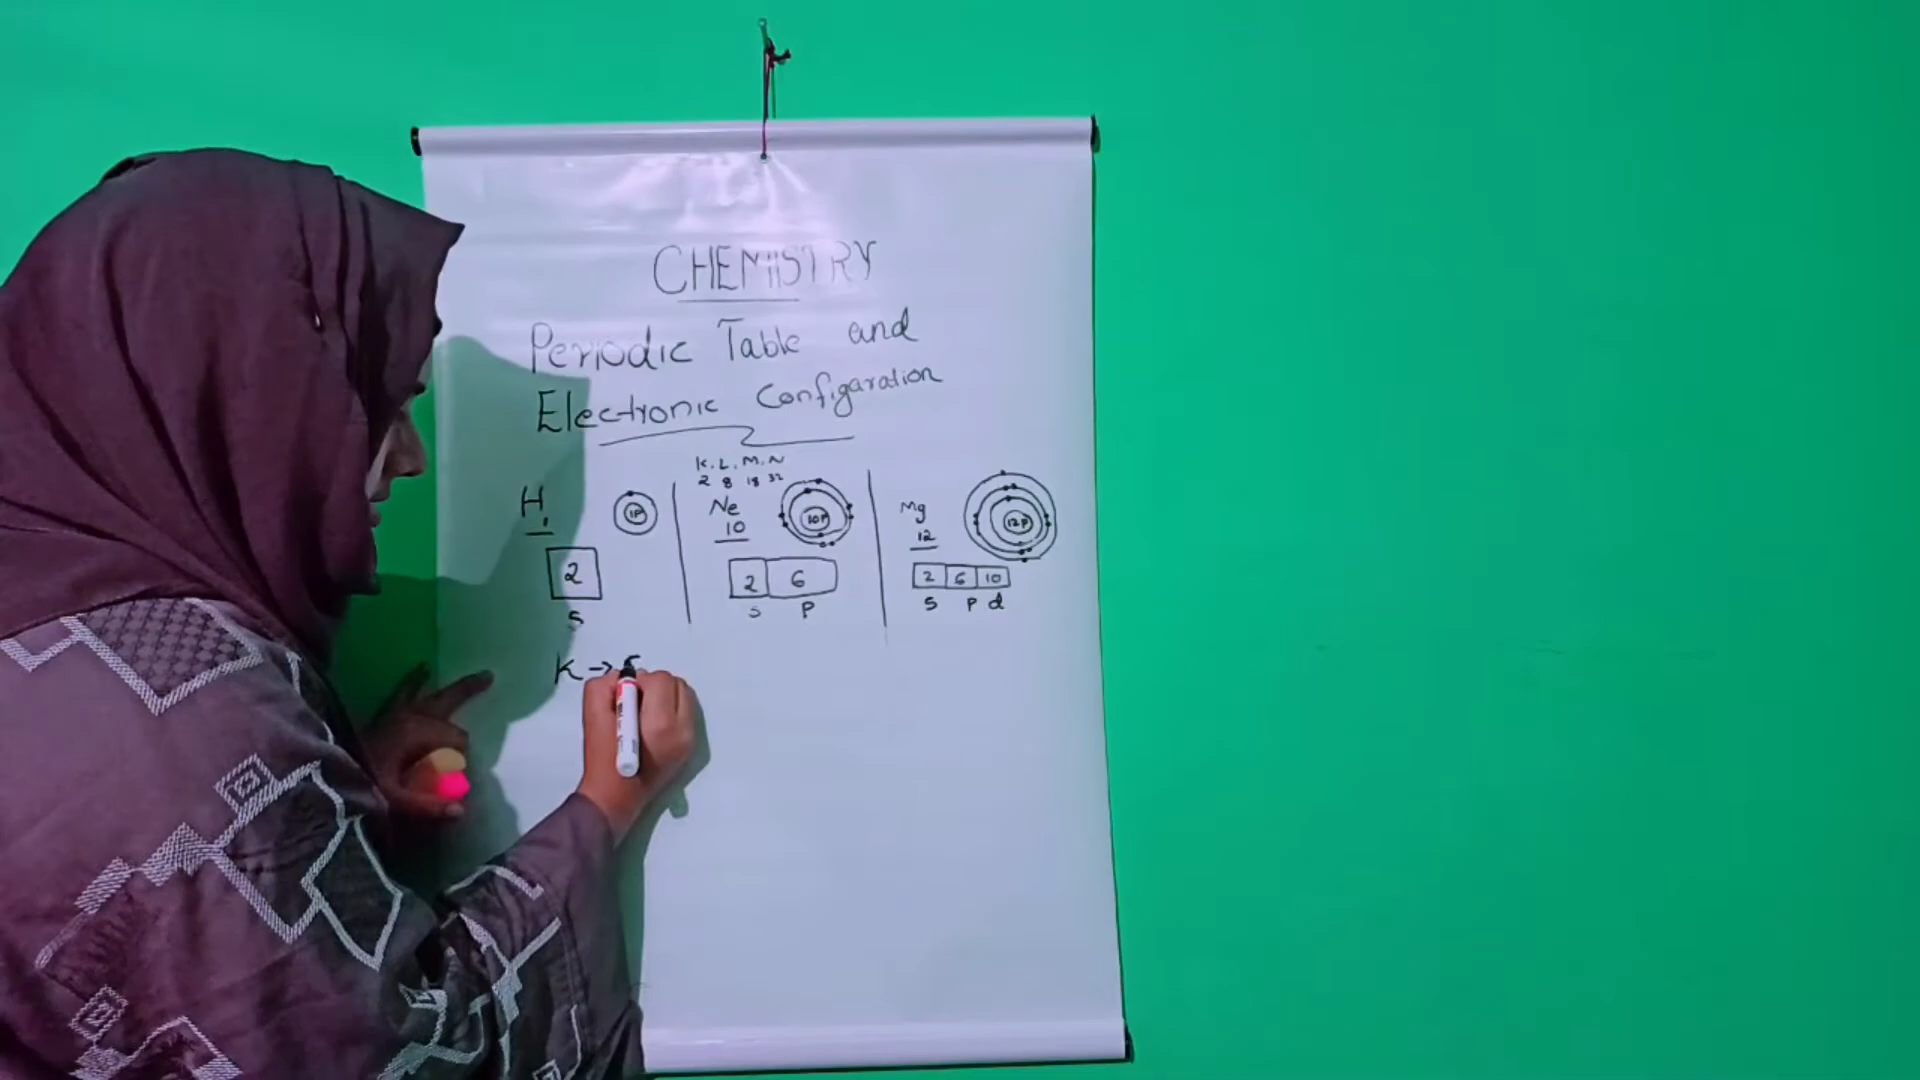 CHEMISTRY
Periodic Table and
Electronic Configaration
K. L. M. N
2 8 18 32
H 1
1P
2
S
Ne
10
10P
2 6
S P
Mg
12
12P
2 6 10
S P d
K → s